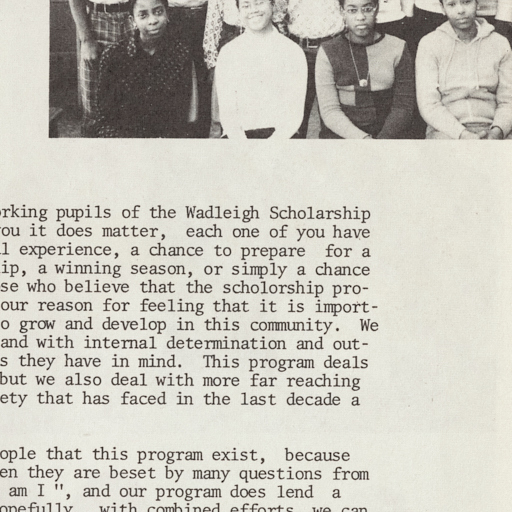 rking pupils of the Wadleigh Scholarship
ou it does matter, each one of you have
l experience, a chance to prepare for a
ip, a winning season, or simply a chance
se who believe that the scholorship pro-
our reason for feeling that it is import-
o grow and develop in this community. We
and with internal determination and out-
s they have in mind. This program deals
but we also deal with more far reaching
ety that has faced in the last decade a
ople that this program exist, because
en they are beset by many questions from
am I ", and our program does lend a
opefully, with combined efforts we can